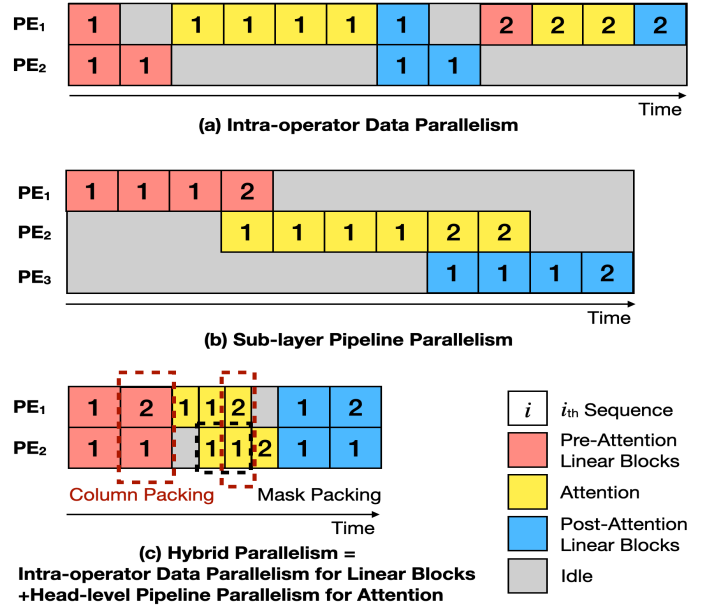 PE1 1 1 1 1 1 1 2 2 2 2
PE2 1 1 1 1
Time
(a) Intra-operator Data Parallelism
PE1 1 1 1 2
PE2 1 1 1 1 2 2
PE3 1 1 1 2
Time
(b) Sub-layer Pipeline Parallelism
PE1 1 2 1 1 2 1 2
PE2 1 1 1 1 2 1 1
Column Packing Mask Packing
Time
(c) Hybrid Parallelism =
Intra-operator Data Parallelism for Linear Blocks
+Head-level Pipeline Parallelism for Attention
i ith Sequence
Pre-Attention
Linear Blocks
Attention
Post-Attention
Linear Blocks
Idle